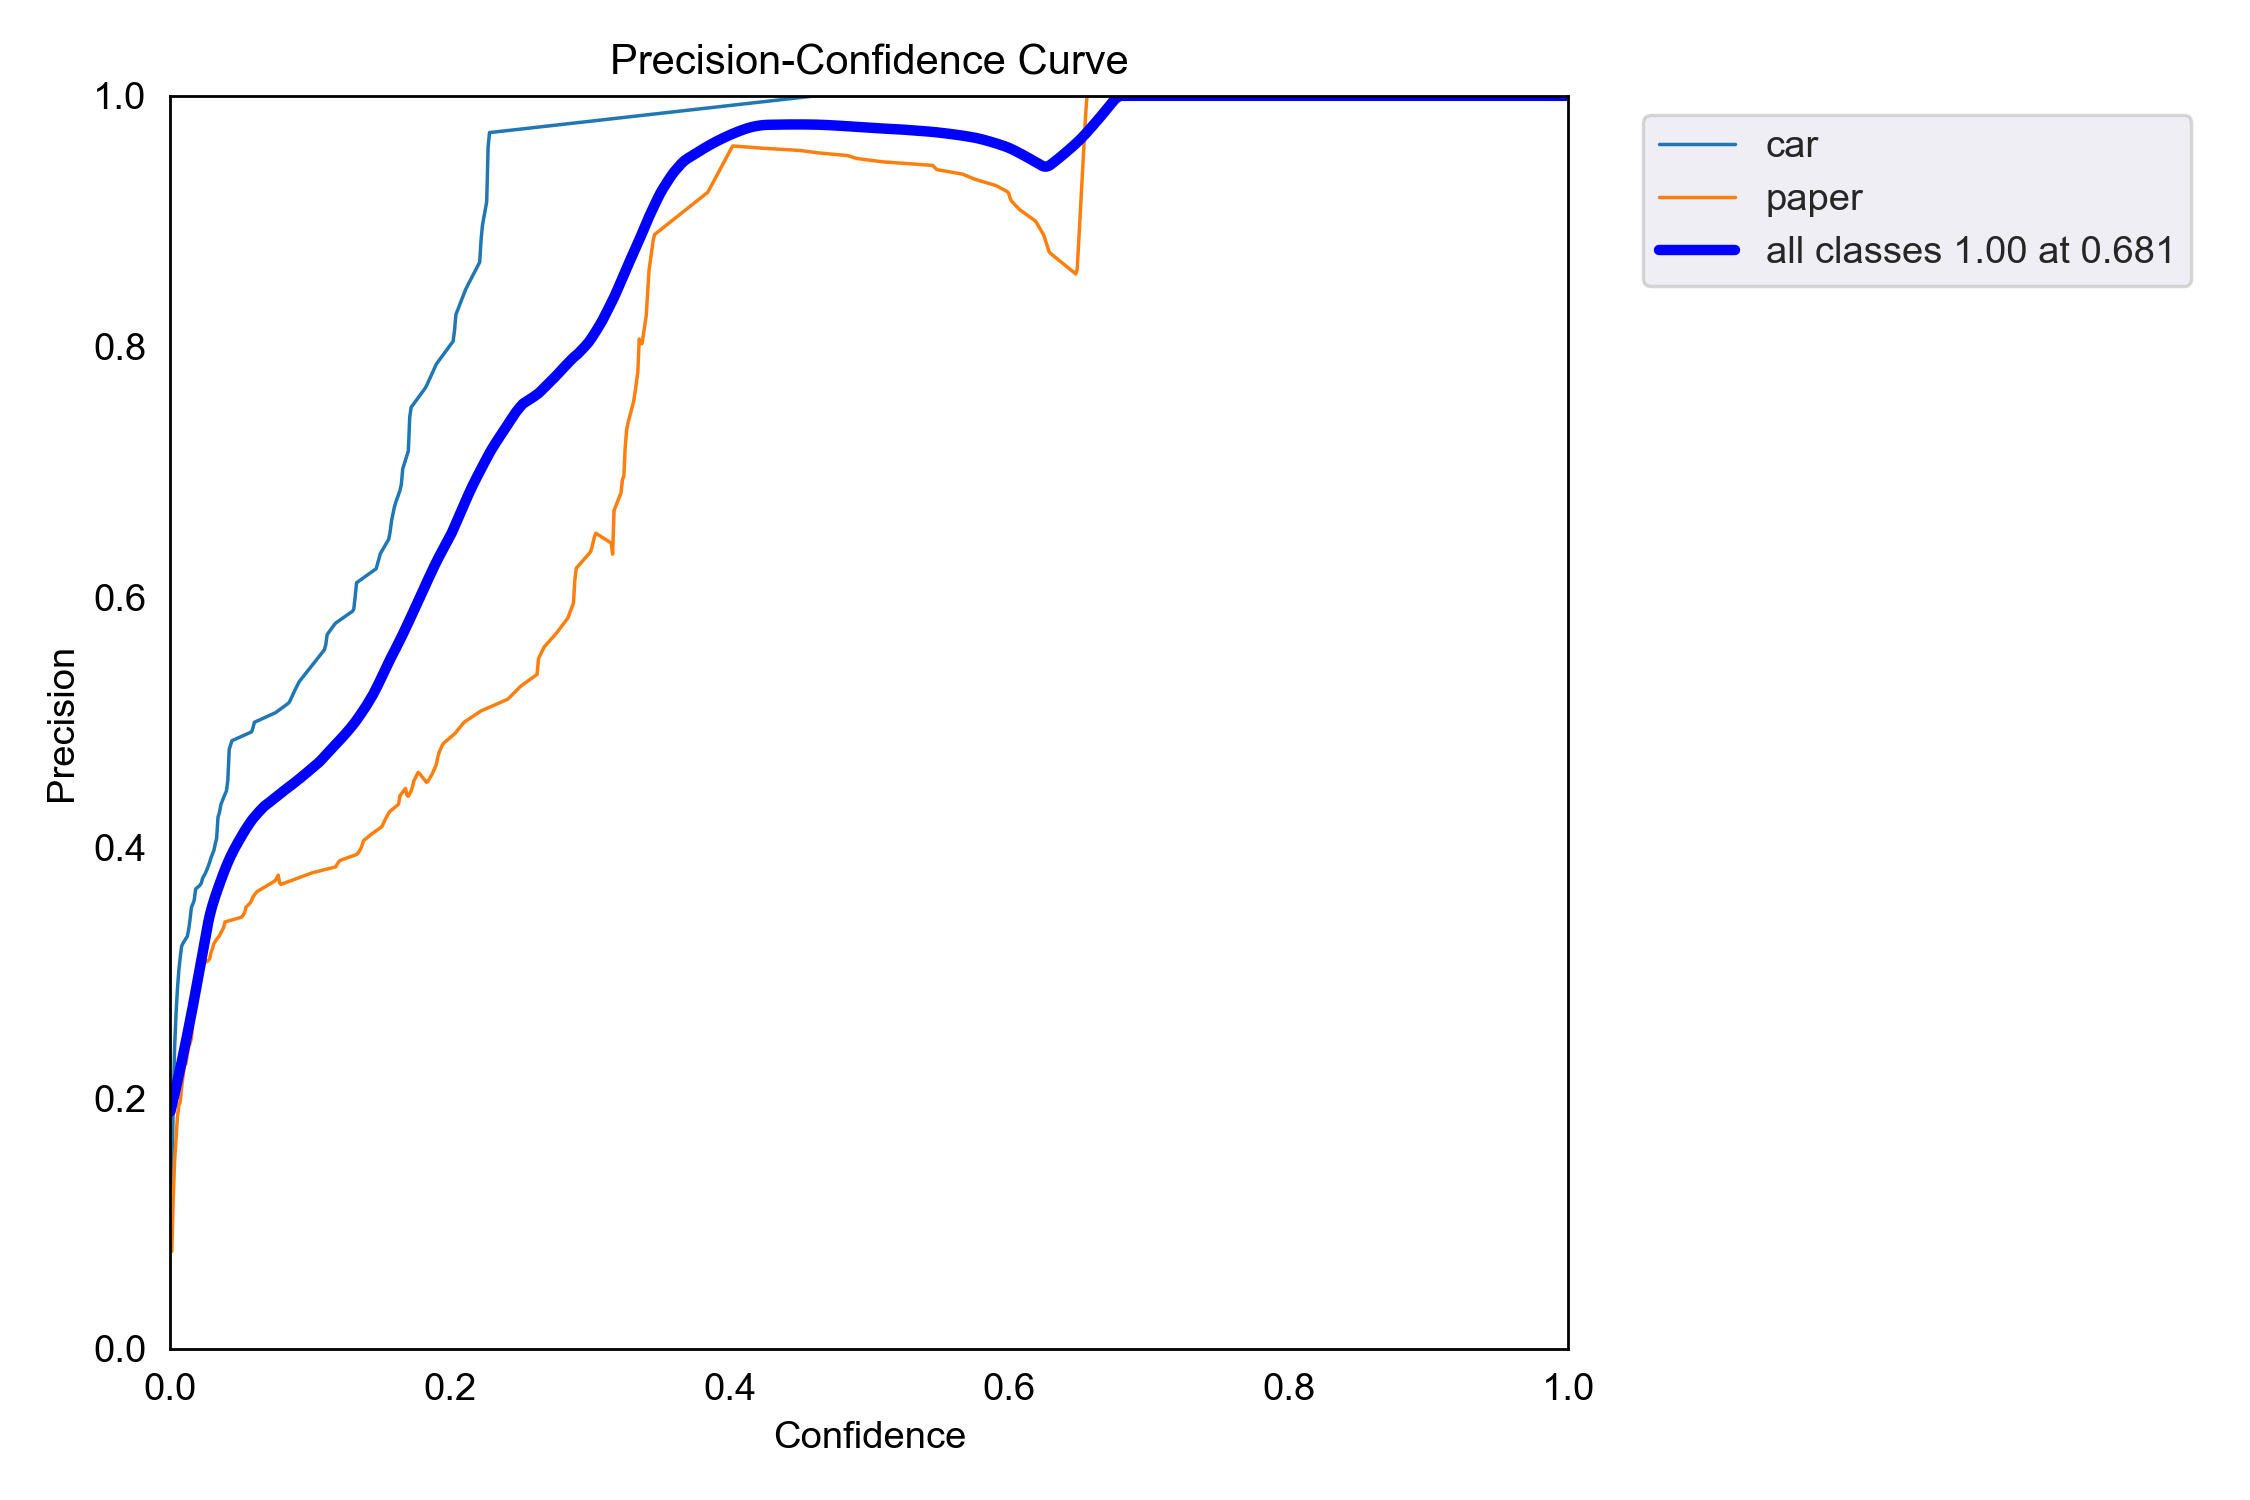 Precision-Confidence Curve
1.0
0.8
0.6
0.4
0.2
0.0
Precision
0.0 0.2 0.4 0.6 0.8 1.0
Confidence
car
paper
all classes 1.00 at 0.681